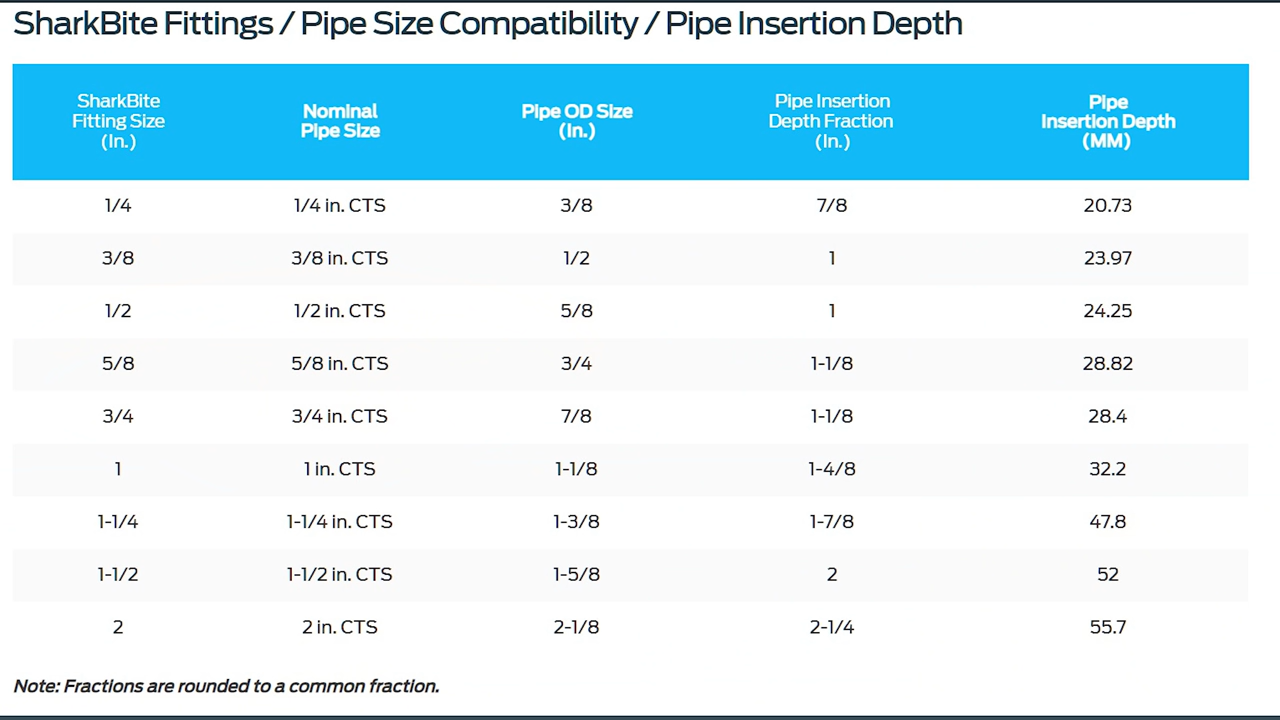 SharkBite Fittings / Pipe Size Compatibility / Pipe Insertion Depth
SharkBite Fitting Size (In.) Nominal Pipe Size Pipe OD Size (In.) Pipe Insertion Depth Fraction (In.) Pipe Insertion Depth (MM)
1/4 1/4 in. CTS 3/8 7/8 20.73
3/8 3/8 in. CTS 1/2 1 23.97
1/2 1/2 in. CTS 5/8 1 24.25
5/8 5/8 in. CTS 3/4 1-1/8 28.82
3/4 3/4 in. CTS 7/8 1-1/8 28.4
1 1 in. CTS 1-1/8 1-4/8 32.2
1-1/4 1-1/4 in. CTS 1-3/8 1-7/8 47.8
1-1/2 1-1/2 in. CTS 1-5/8 2 52
2 2 in. CTS 2-1/8 2-1/4 55.7
Note: Fractions are rounded to a common fraction.